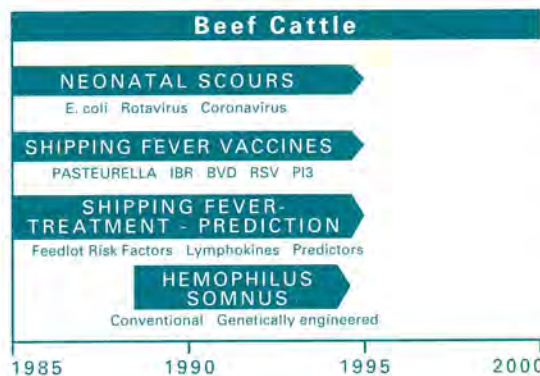 Beef Cattle
NEONATAL SCOURS
E. coli Rotavirus Coronavirus
SHIPPING FEVER VACCINES
PASTEURELLA IBR BVD RSV PI3
SHIPPING FEVER-
TREATMENT - PREDICTION
Feedlot Risk Factors Lymphokines Predictors
HEMOPHILUS
SOMNUS
Conventional Genetically engineered
1985 1990 1995 2000